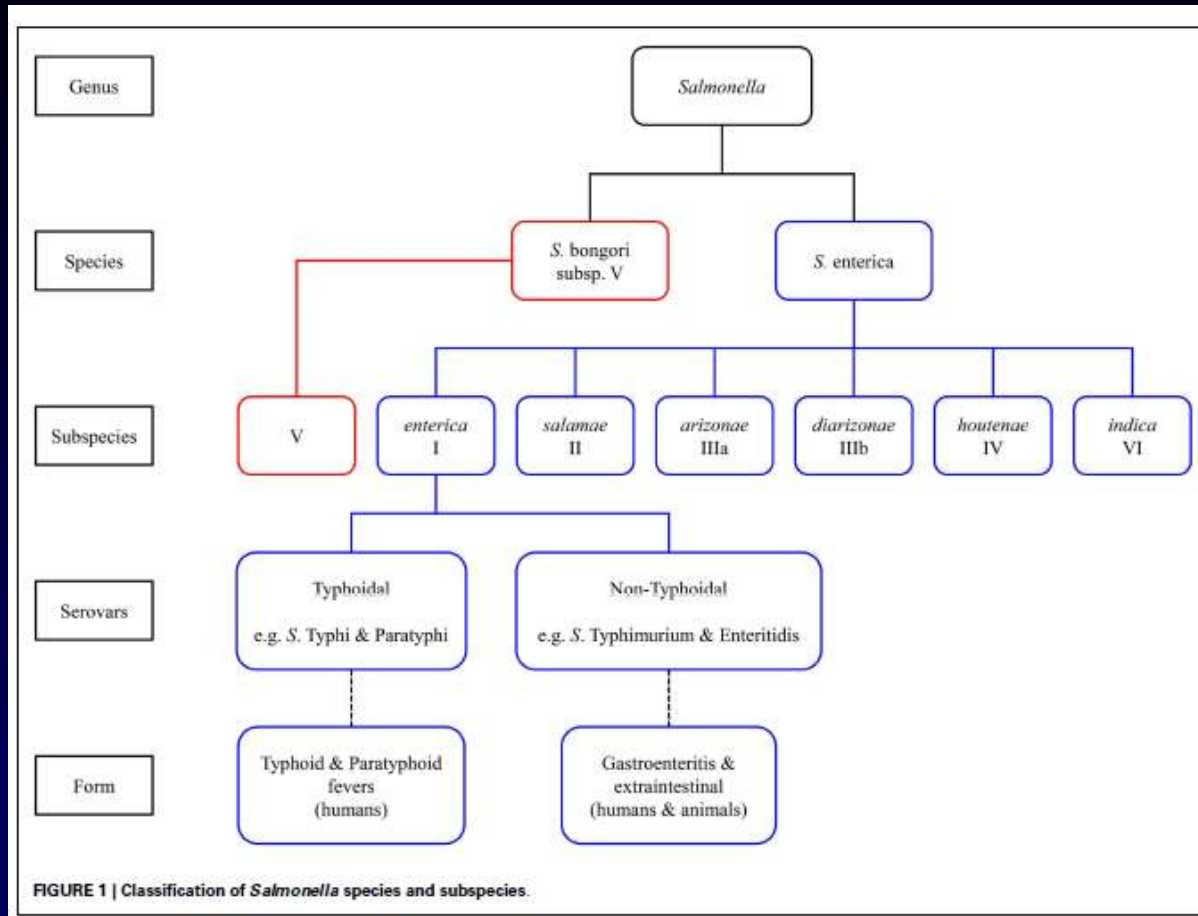 Genus
Salmonella
Species
S. bongori
subsp. V
S. enterica
Subspecies
V
enterica
I
salamae
II
arizonae
IIIa
diarizonae
IIIb
houtenae
IV
indica
VI
Serovars
Typhoidal
e.g. S. Typhi & Paratyphi
Non-Typhoidal
e.g. S. Typhimurium & Enteritidis
Form
Typhoid & Paratyphoid
fevers
(humans)
Gastroenteritis &
extraintestinal
(humans & animals)
FIGURE 1 | Classification of Salmonella species and subspecies.